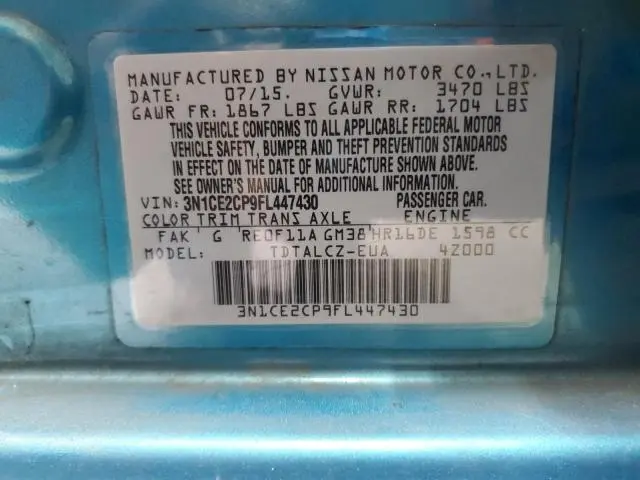 MANUFACTURED BY NISSAN MOTOR CO.,LTD.
DATE: 07/15. GVWR: 3470 LBS
GAWR FR: 1867 LBS GAWR RR: 1704 LBS
THIS VEHICLE CONFORMS TO ALL APPLICABLE FEDERAL MOTOR
VEHICLE SAFETY, BUMPER AND THEFT PREVENTION STANDARDS
IN EFFECT ON THE DATE OF MANUFACTURE SHOWN ABOVE.
SEE OWNER'S MANUAL FOR ADDITIONAL INFORMATION.
VIN: 3N1CE2CP9FL447430 PASSENGER CAR.
COLOR TRIM TRANS AXLE ENGINE
FAK G RE0F11A GM38 HR16DE 1598 CC
MODEL: TDTALCZ-EUA 4Z000
3N1CE2CP9FL447430